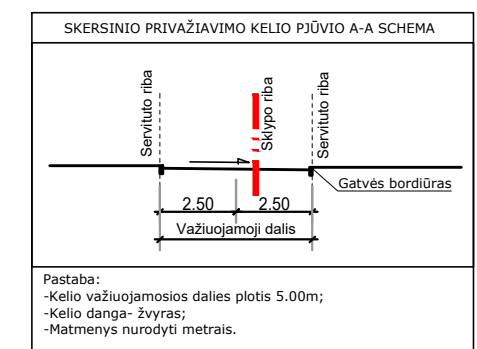 SKERSINIO PRIVAŽIAVIMO KELIO PJŪVIO A-A SCHEMA
Servituto riba
Sklypo riba
Servituto riba
Gatvės bordiūras
2.50
2.50
Važiuojamoji dalis
Pastaba:
-Kelio važiuojamosios dalies plotis 5.00m;
-Kelio danga- žvyras;
-Matmenys nurodyti metrais.